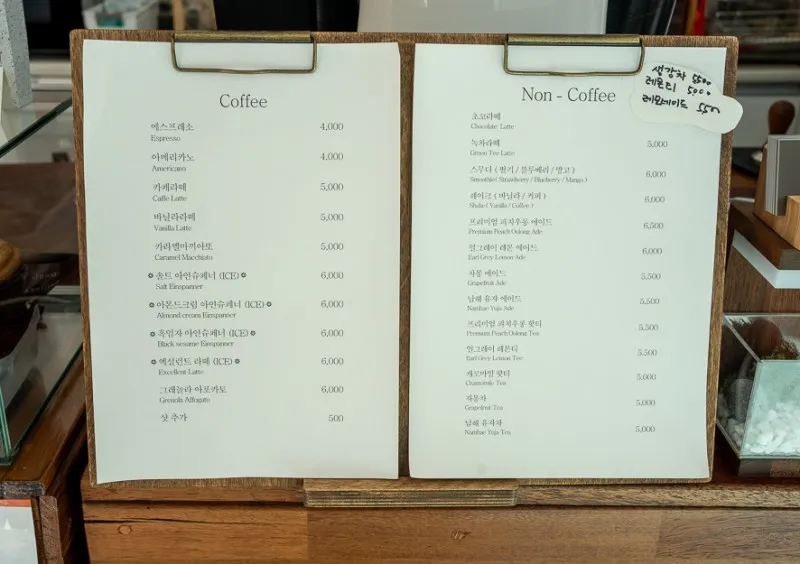 Coffee
에스프레소 4,000
Espresso
아메리카노 4,000
Americano
카페라떼 5,000
Caffe Latte
바닐라라떼 5,000
Vanilla Latte
카라멜마끼아또 5,000
Caramel Macchiato
솔트 아인슈페너 (ICE) 6,000
Salt Einspanner
아몬드크림 아인슈페너 (ICE) 6,000
Almond cream Einspanner
흑임자 아인슈페너 (ICE) 6,000
Black sesame Einspanner
엑설런트 라떼 (ICE) 6,000
Excellent Latte
그래놀라 아포카토 6,000
Granola Affogato
샷 추가 500
Non - Coffee
생강차 5500
레몬티 5000
레몬에이드 5500
초코라떼
Chocolate Latte
녹차라떼 5,000
Green Tea Latte
스무디 ( 딸기 / 블루베리 / 망고 ) 6,000
Smoothie( Strawberry / Blueberry / Mango )
쉐이크 ( 바닐라 / 커피 ) 6,000
Shake( Vanilla / Coffee )
프리미엄 피치우롱 에이드 6,500
Premium Peach Oolong Ade
얼그레이 레몬 에이드 6,000
Earl Grey Lemon Ade
자몽 에이드 5,500
Grapefruit Ade
남해 유자 에이드 5,500
Namhae Yuja Ade
프리미엄 피치우롱 핫티 5,500
Premium Peach Oolong Tea
얼그레이 레몬티 5,500
Earl Grey Lemon Tea
캐모마일 핫티 5,000
Chamomile Tea
자몽차 5,000
Grapefruit Tea
남해 유자차 5,000
Namhae Yuja Tea